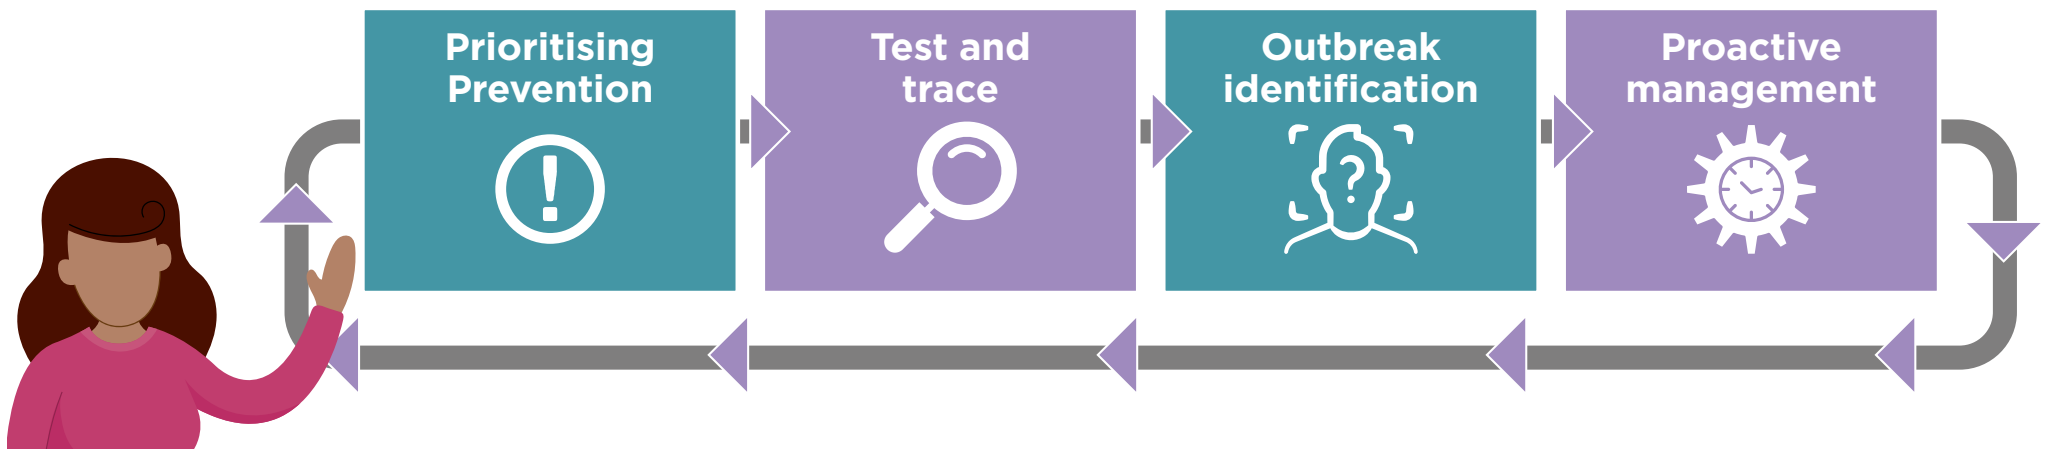 Prioritising
Prevention
Test and
trace
Outbreak
identification
Proactive
management